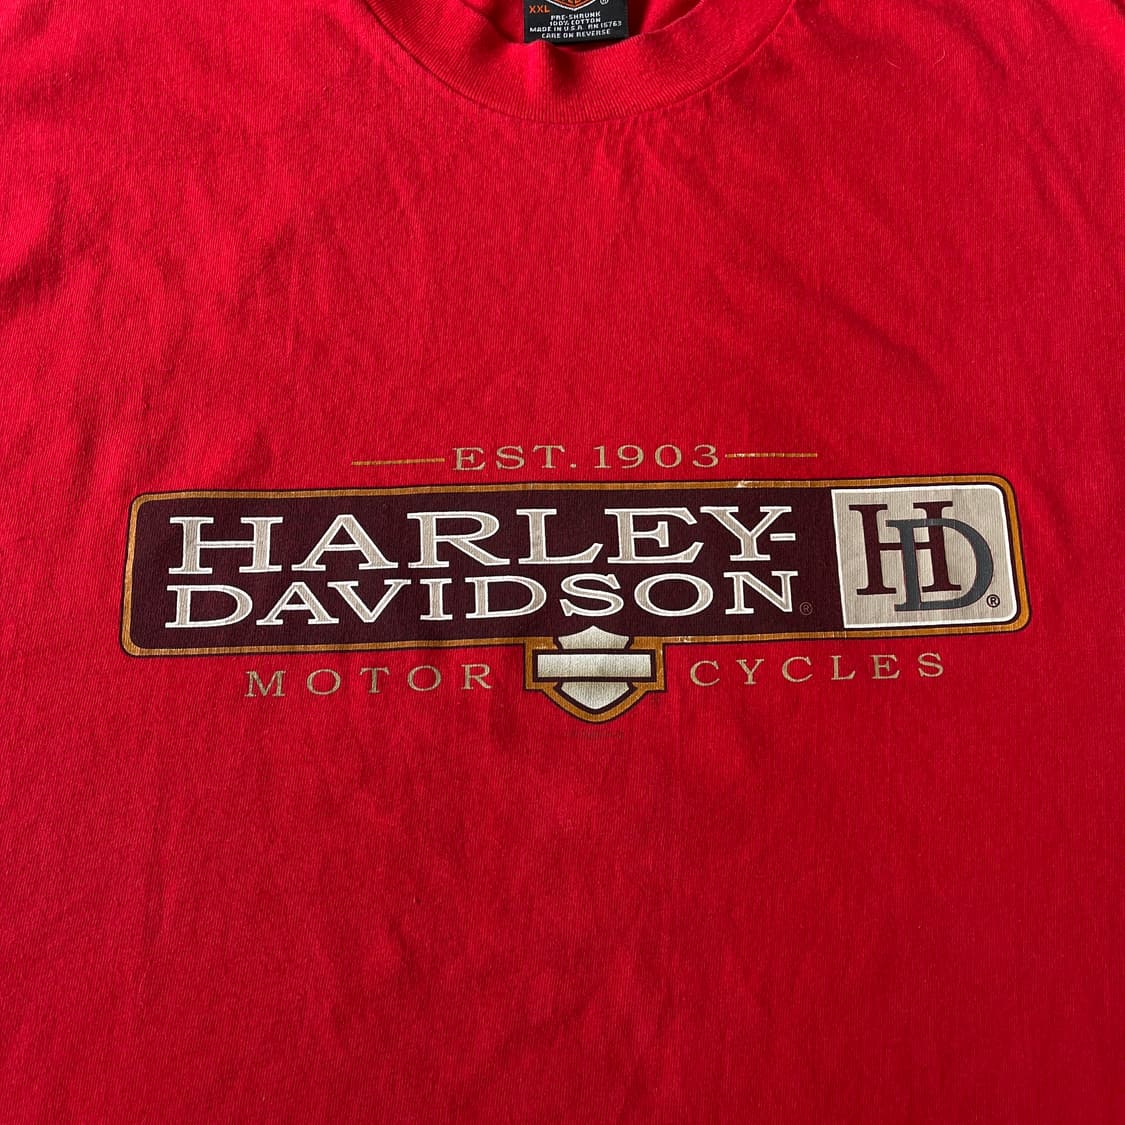 XXL ®
PRE-SHRUNK
100% COTTON
MADE IN U.S.A. RN 15763
CARE ON REVERSE
EST. 1903
HARLEY-
DAVIDSON®
HD®
MOTOR CYCLES